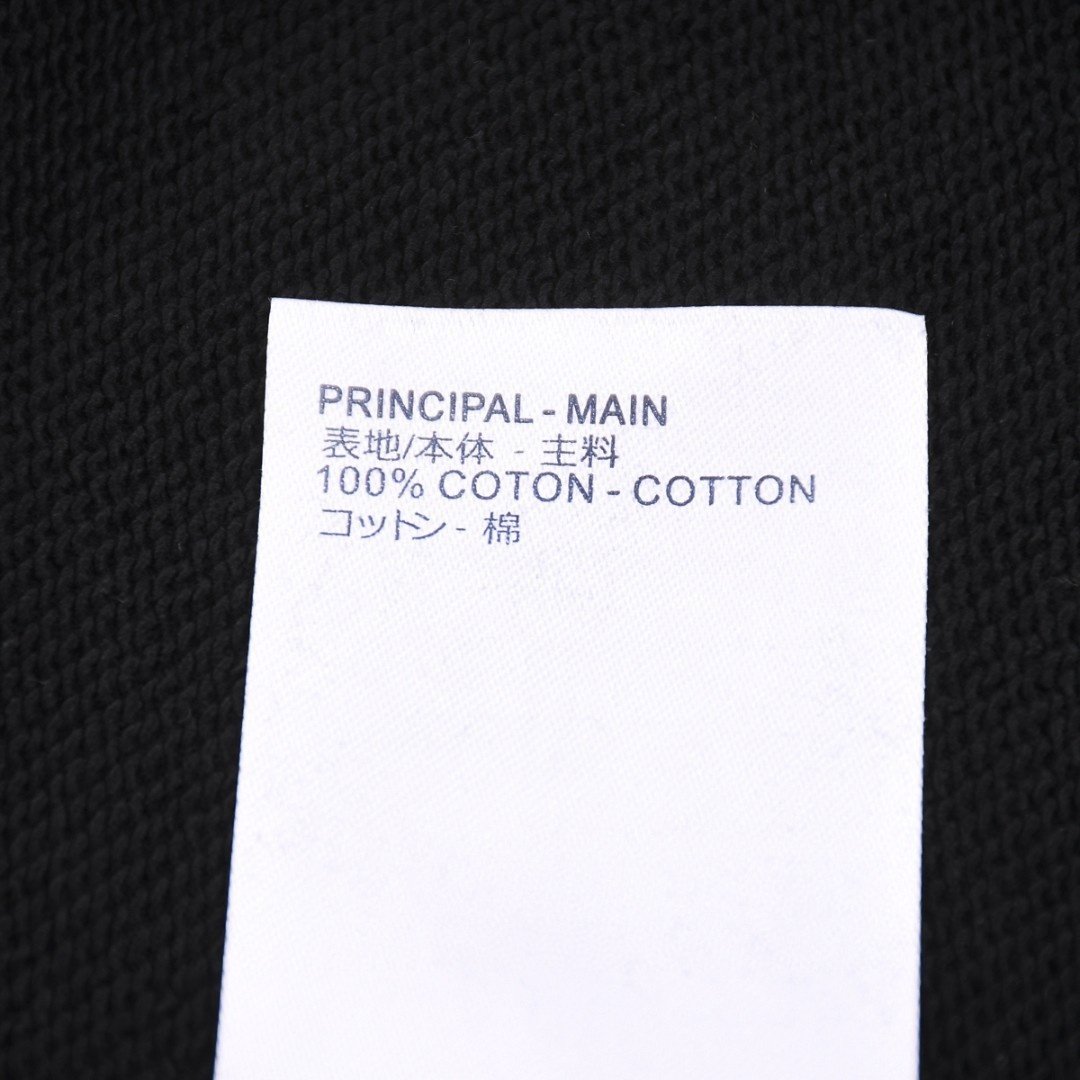 PRINCIPAL - MAIN
表地/本体 - 主料
100% COTON - COTTON
コットン - 棉